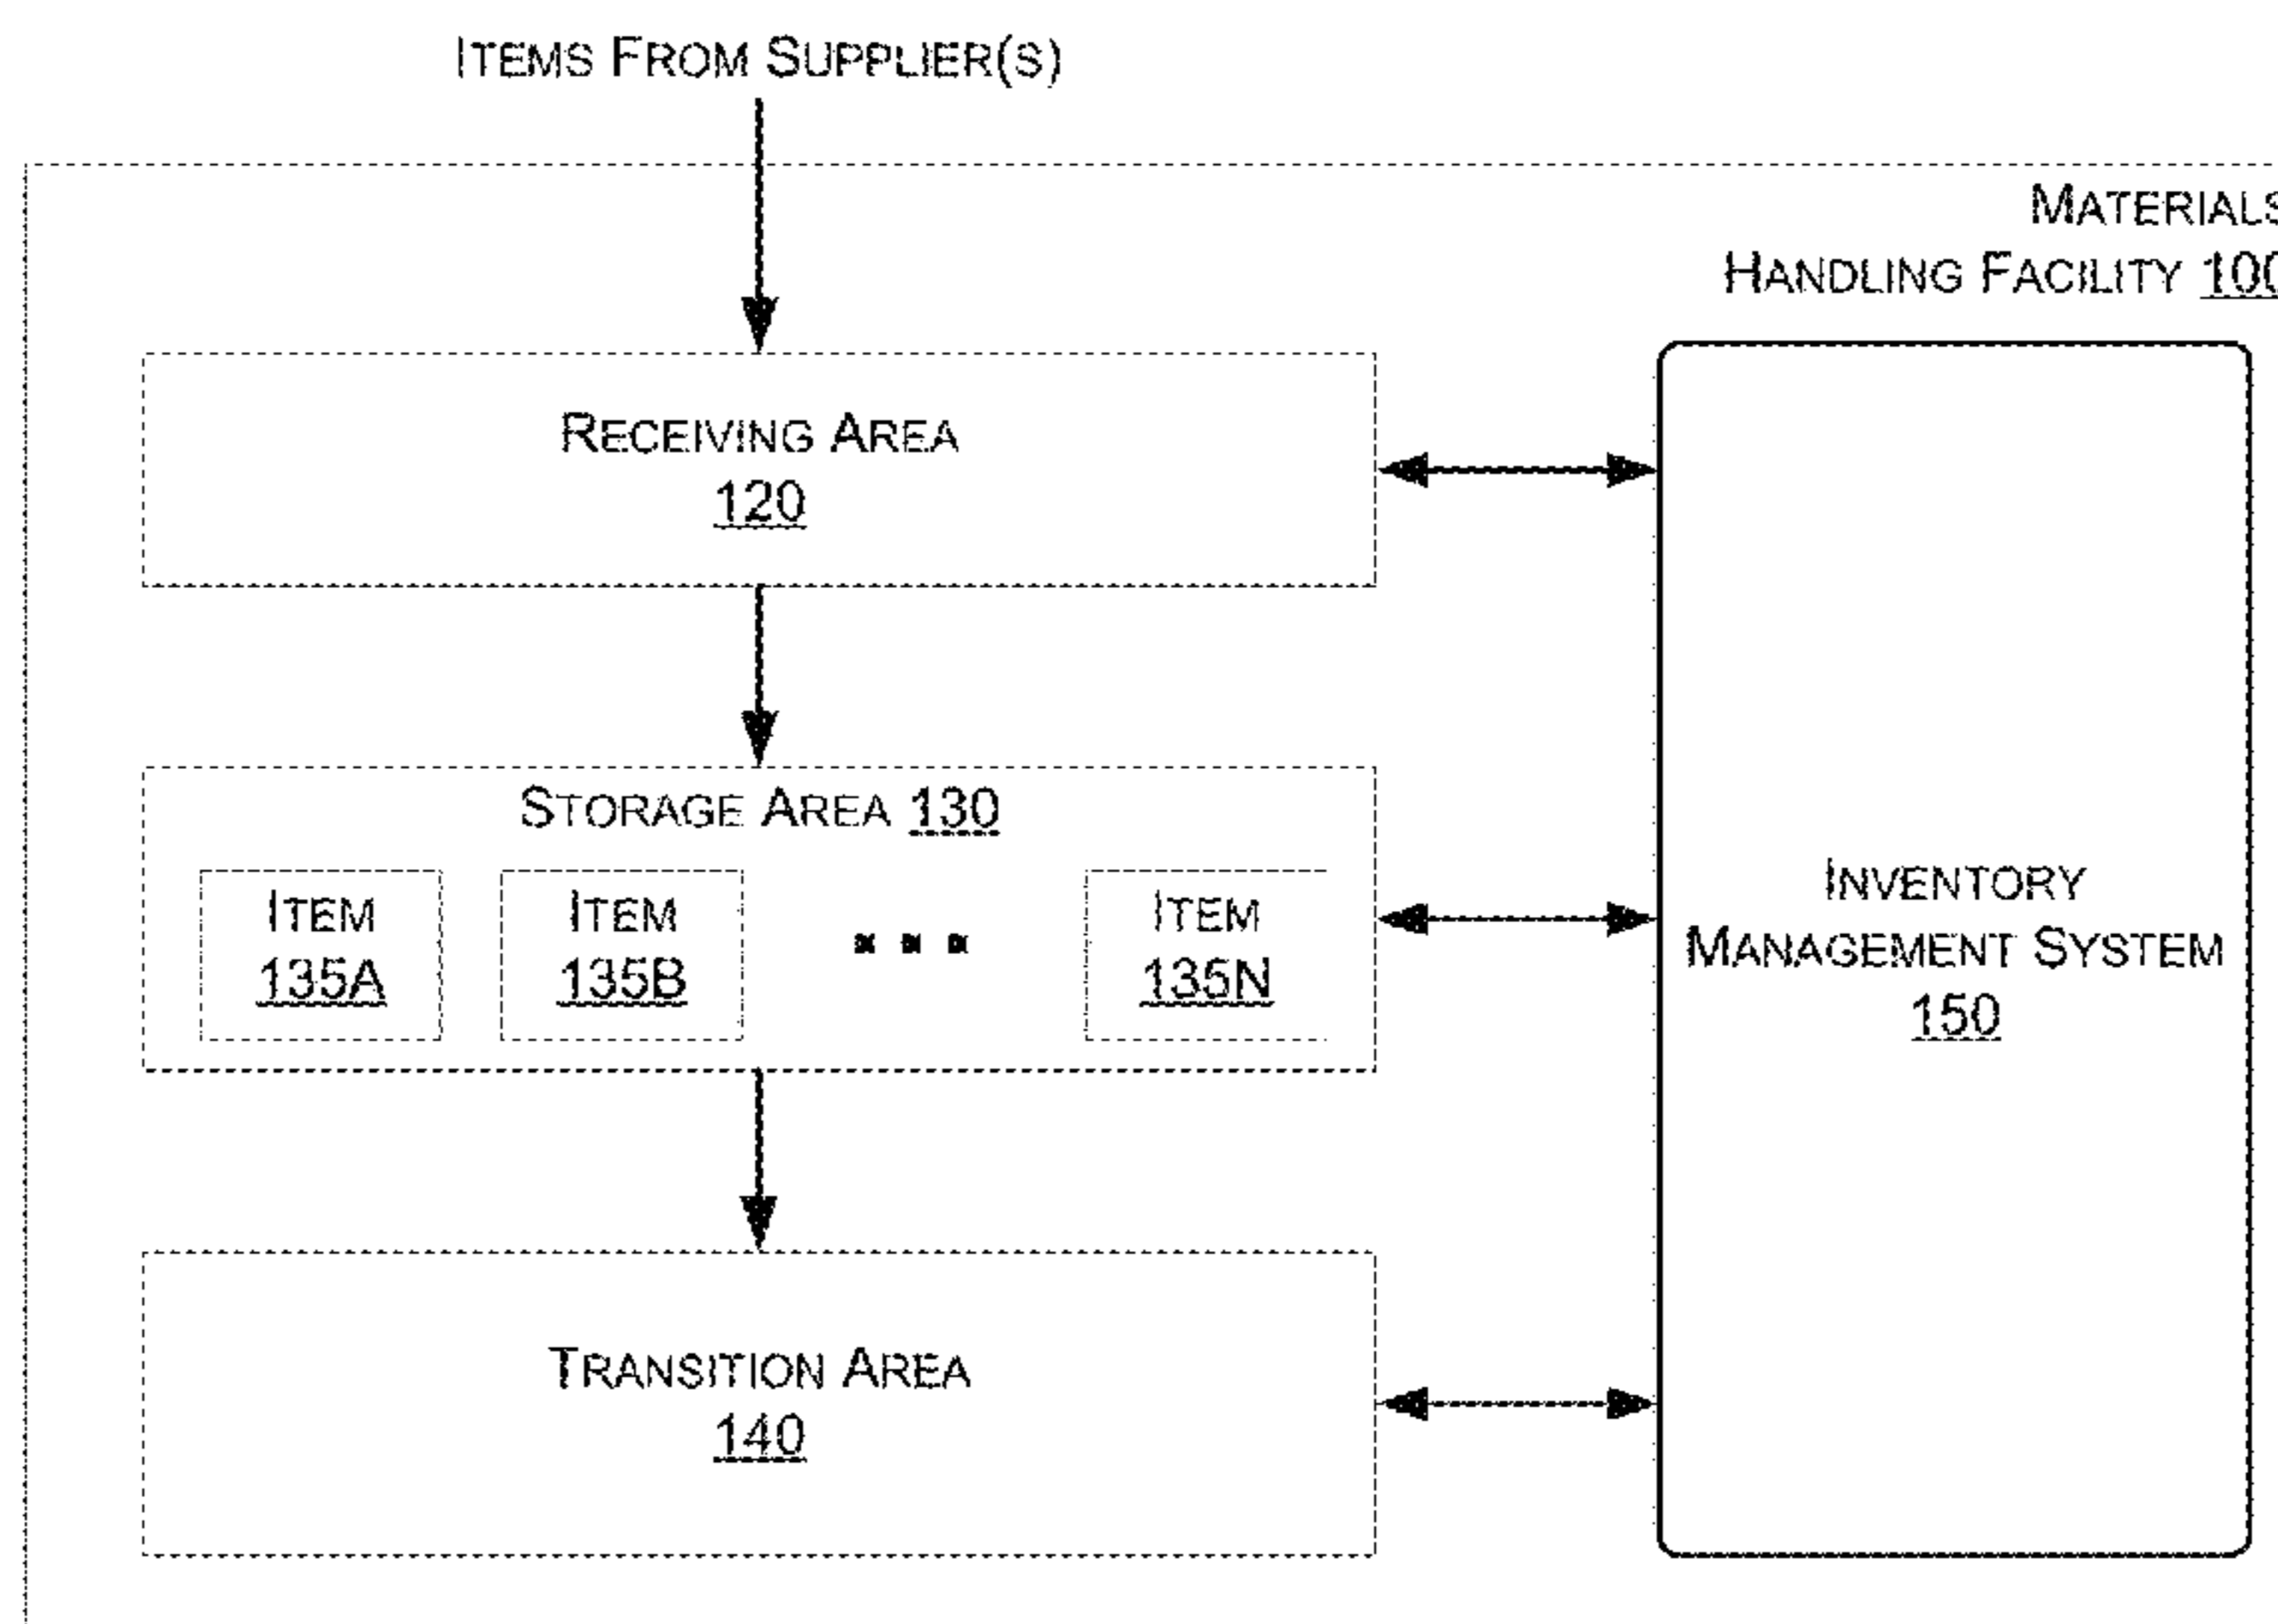 ITEMS FROM SUPPLIER(S)
MATERIALS
HANDLING FACILITY 100
RECEIVING AREA
120
STORAGE AREA 130
ITEM
135A
ITEM
135B
ITEM
135N
INVENTORY
MANAGEMENT SYSTEM
150
TRANSITION AREA
140